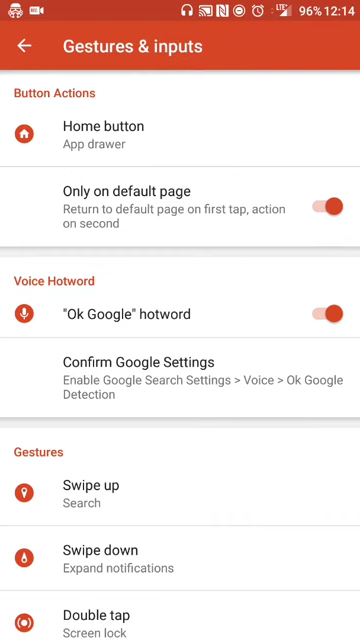 LTE 96% 12:14
Gestures & inputs
Button Actions
Home button
App drawer
Only on default page
Return to default page on first tap, action
on second
Voice Hotword
"Ok Google" hotword
Confirm Google Settings
Enable Google Search Settings > Voice > Ok Google
Detection
Gestures
Swipe up
Search
Swipe down
Expand notifications
Double tap
Screen lock